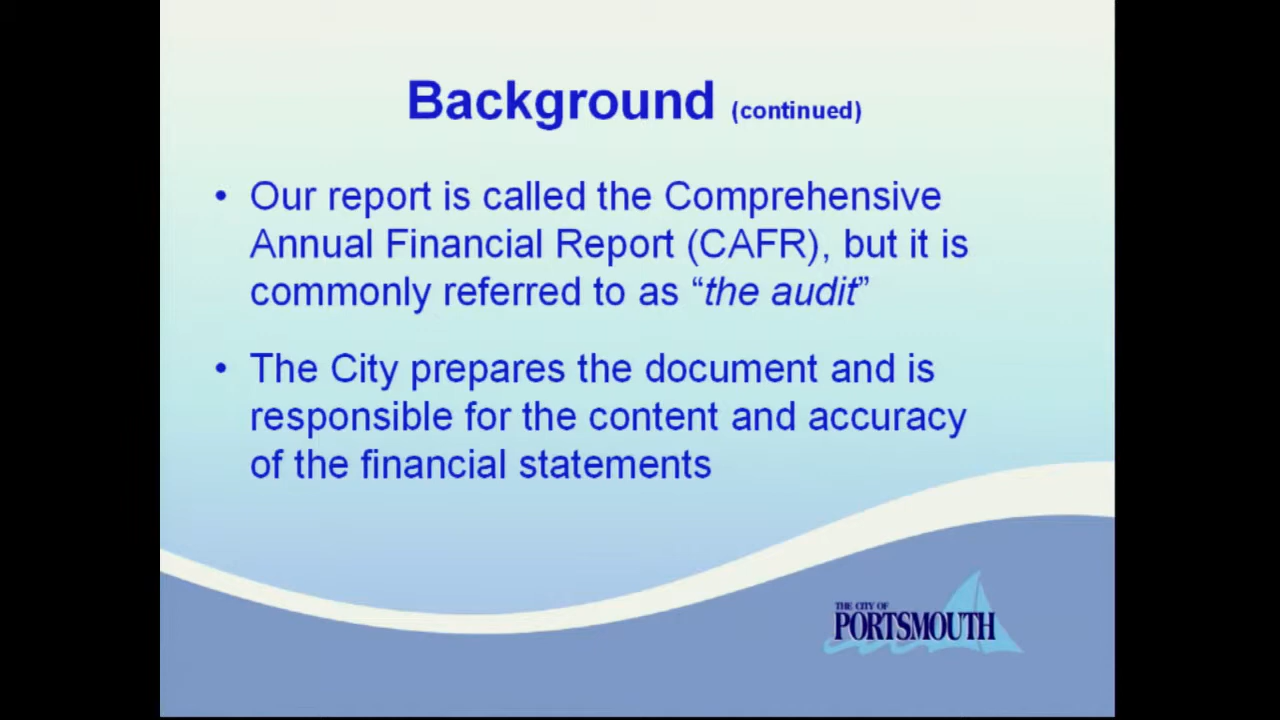 Background (continued)
• Our report is called the Comprehensive
Annual Financial Report (CAFR), but it is
commonly referred to as “the audit”
• The City prepares the document and is
responsible for the content and accuracy
of the financial statements
THE CITY OF
PORTSMOUTH